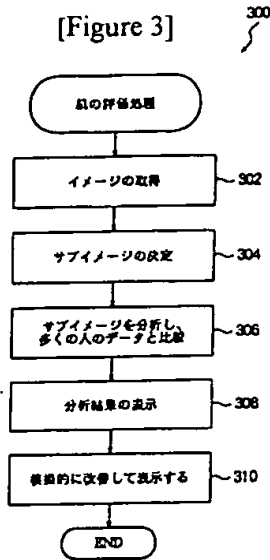 [Figure 3]
300
肌の評価処理
イメージの取得
302
サブイメージの決定
304
サブイメージを分析し、
多くの人のデータと比較
306
分析結果の表示
308
模擬的に改善して表示する
310
END